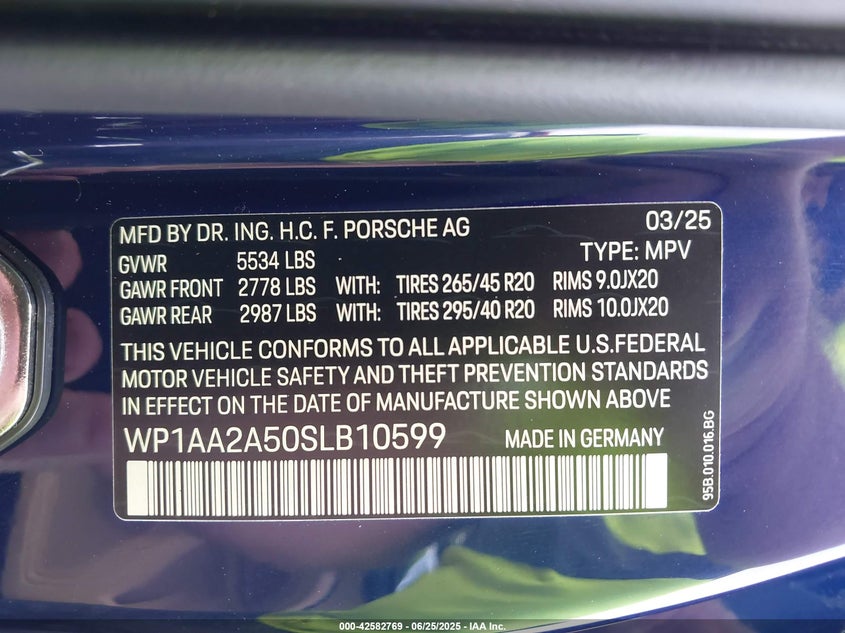 MFD BY DR. ING. H.C. F. PORSCHE AG 03/25
GVWR 5534 LBS TYPE: MPV
GAWR FRONT 2778 LBS WITH: TIRES 265/45 R20 RIMS 9.0JX20
GAWR REAR 2987 LBS WITH: TIRES 295/40 R20 RIMS 10.0JX20
THIS VEHICLE CONFORMS TO ALL APPLICABLE U.S.FEDERAL
MOTOR VEHICLE SAFETY AND THEFT PREVENTION STANDARDS
IN EFFECT ON THE DATE OF MANUFACTURE SHOWN ABOVE
WP1AA2A50SLB10599 MADE IN GERMANY
95B.010.016.BG
000-42582769 - 06/25/2025 - IAA Inc.